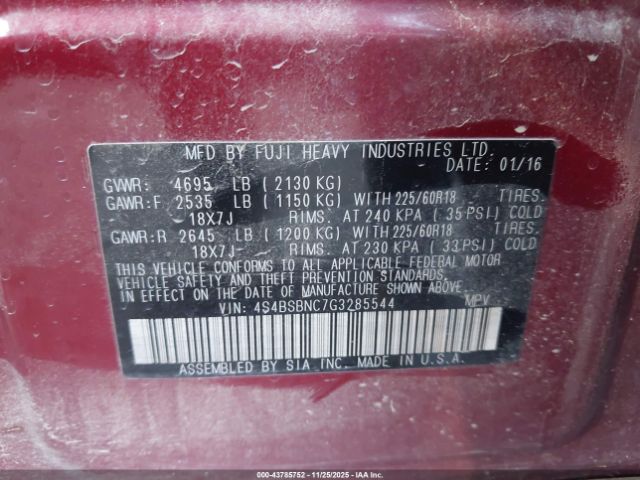 MFD BY FUJI HEAVY INDUSTRIES LTD.
DATE: 01/16
GVWR: 4695 LB (2130 KG)
GAWR:F 2535 LB (1150 KG) WITH 225/60R18 TIRES.
18X7J RIMS. AT 240 KPA (35 PSI) COLD
GAWR:R 2645 LB (1200 KG) WITH 225/60R18 TIRES.
18X7J RIMS. AT 230 KPA (33 PSI) COLD
THIS VEHICLE CONFORMS TO ALL APPLICABLE FEDERAL MOTOR
VEHICLE SAFETY AND BUMPER STANDARDS IN EFFECT ON THE
DATE OF MANUFACTURE SHOWN ABOVE.
VIN: 4S4BSBNC7G3285544 MPV
ASSEMBLED BY SIA INC. MADE IN U.S.A.
000-43785752 - 11/25/2025 - Copyright © IAA, LLC